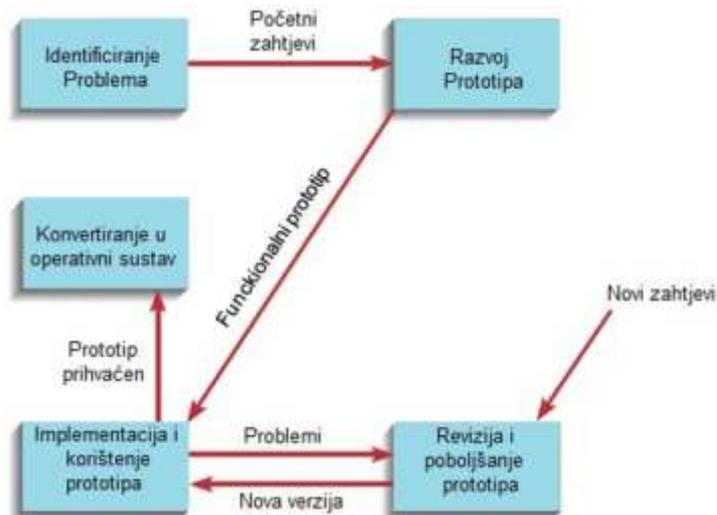 Početni
zahtjevi
Identificiranje
Problema
Razvoj
Prototipa
Funckionalni prototip
Konvertiranje u
operativni sustav
Novi zahtjevi
Prototip
prihvaćen
Implementacija i
korištenje
prototipa
Problemi
Nova verzija
Revizija i
poboljšanje
prototipa